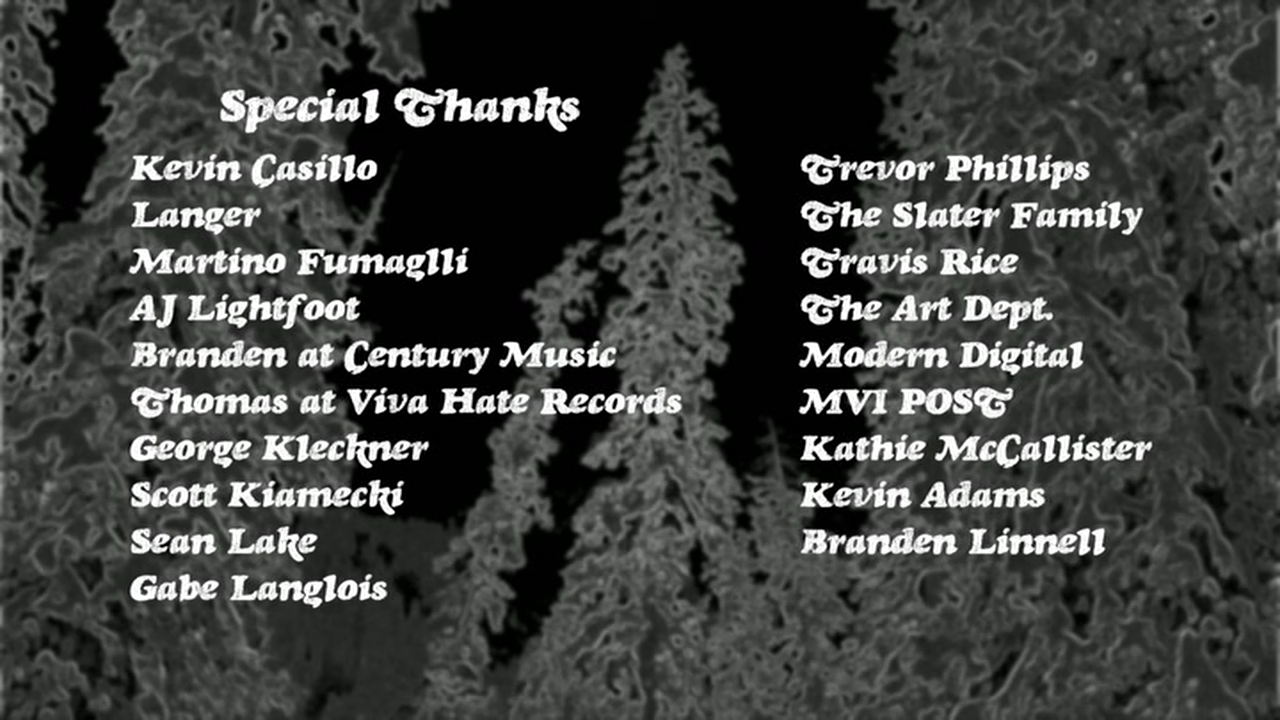 Special Thanks
Kevin Casillo
Langer
Martino Fumaglli
AJ Lightfoot
Branden at Century Music
Thomas at Viva Hate Records
George Kleckner
Scott Kiamecki
Sean Lake
Gabe Langlois
Trevor Phillips
The Slater Family
Travis Rice
The Art Dept.
Modern Digital
MVI POST
Kathie McCallister
Kevin Adams
Branden Linnell